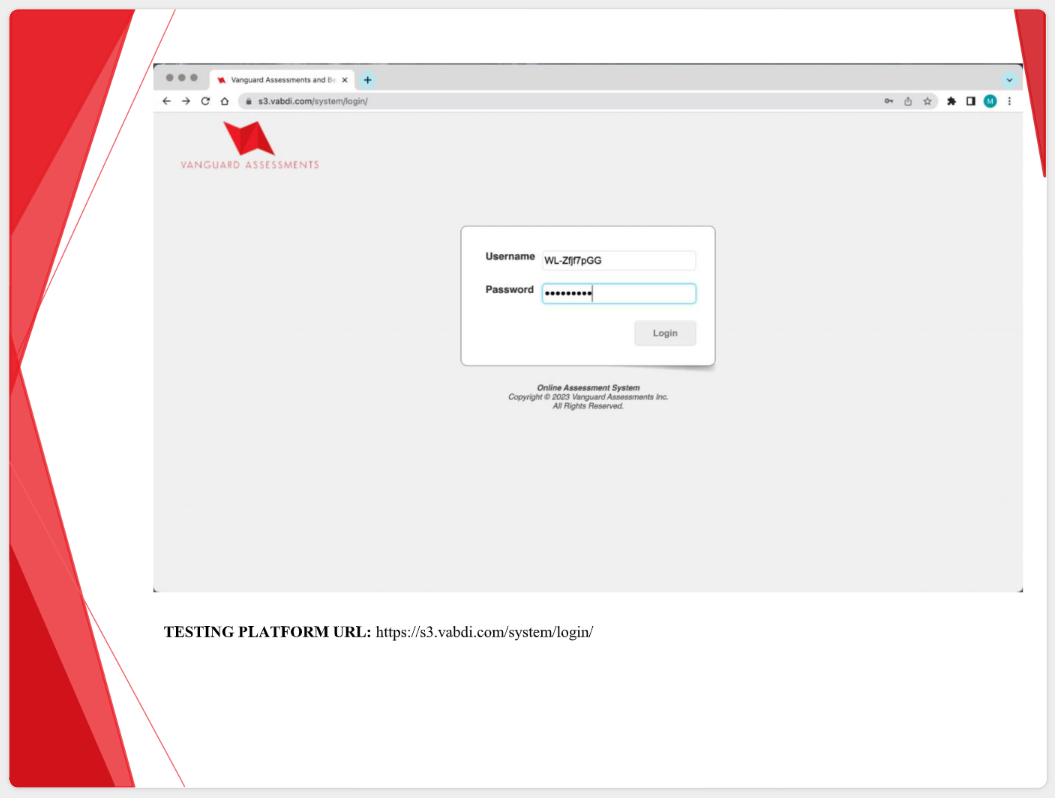 Vanguard Assessments and Be
s3.vabdi.com/system/login/
M
VANGUARD ASSESSMENTS
Username WL-Zfjf7pGG
Password •••••••••
Login
Online Assessment System
Copyright © 2023 Vanguard Assessments Inc.
All Rights Reserved.
TESTING PLATFORM URL: https://s3.vabdi.com/system/login/